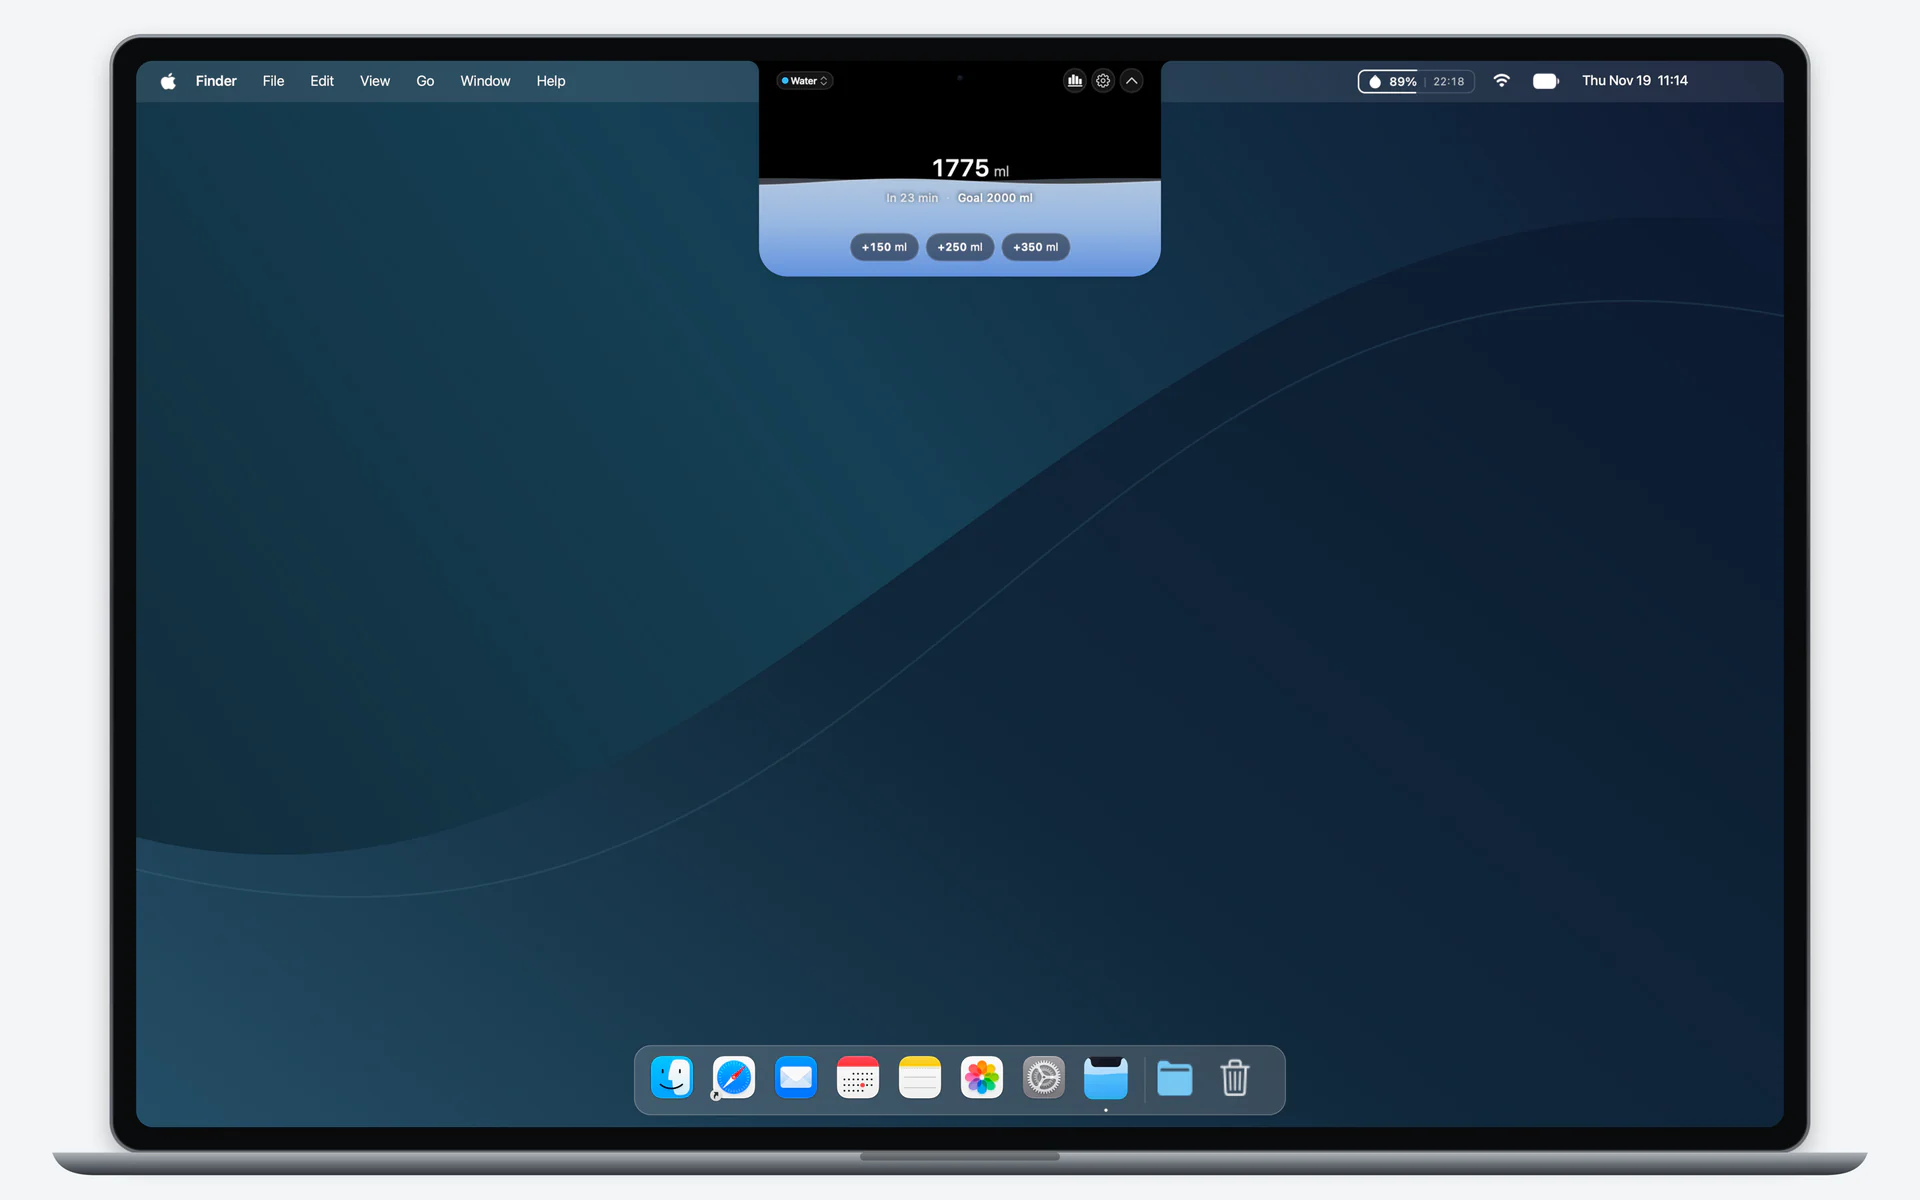 Finder File Edit View Go Window Help
Water
89% | 22:18
Thu Nov 19 11:14
1775 ml
In 23 min · Goal 2000 ml
+150 ml +250 ml +350 ml